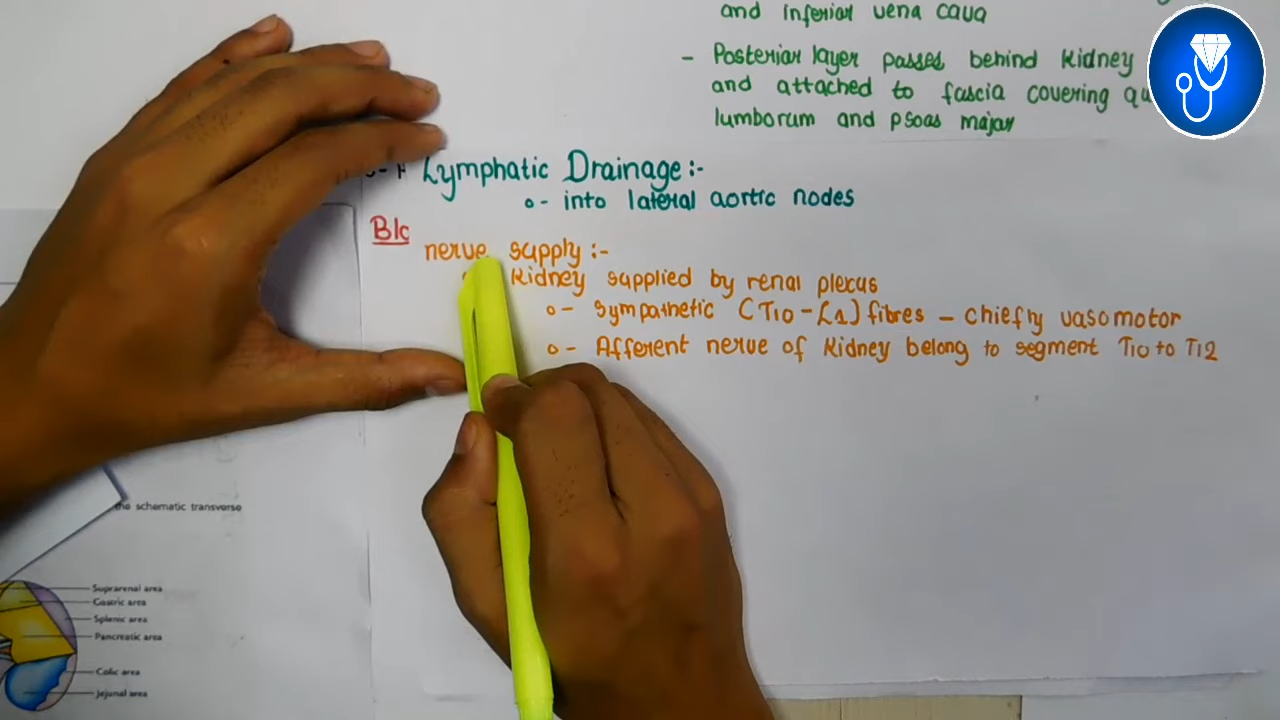 and inferior vena cava
- Posterior layer passes behind kidney
and attached to fascia covering qu
lumborum and psoas major
Lymphatic Drainage :-
o- into lateral aortic nodes
B/c
nerve supply :-
kidney supplied by renal plexus
o- sympathetic (T10-L1) fibres - chiefly vasomotor
o- Afferent nerve of kidney belong to segment T10 to T12
the schematic transverse
Suprarenal area
Gastric area
Splenic area
Pancreatic area
Colic area
Jejunal area